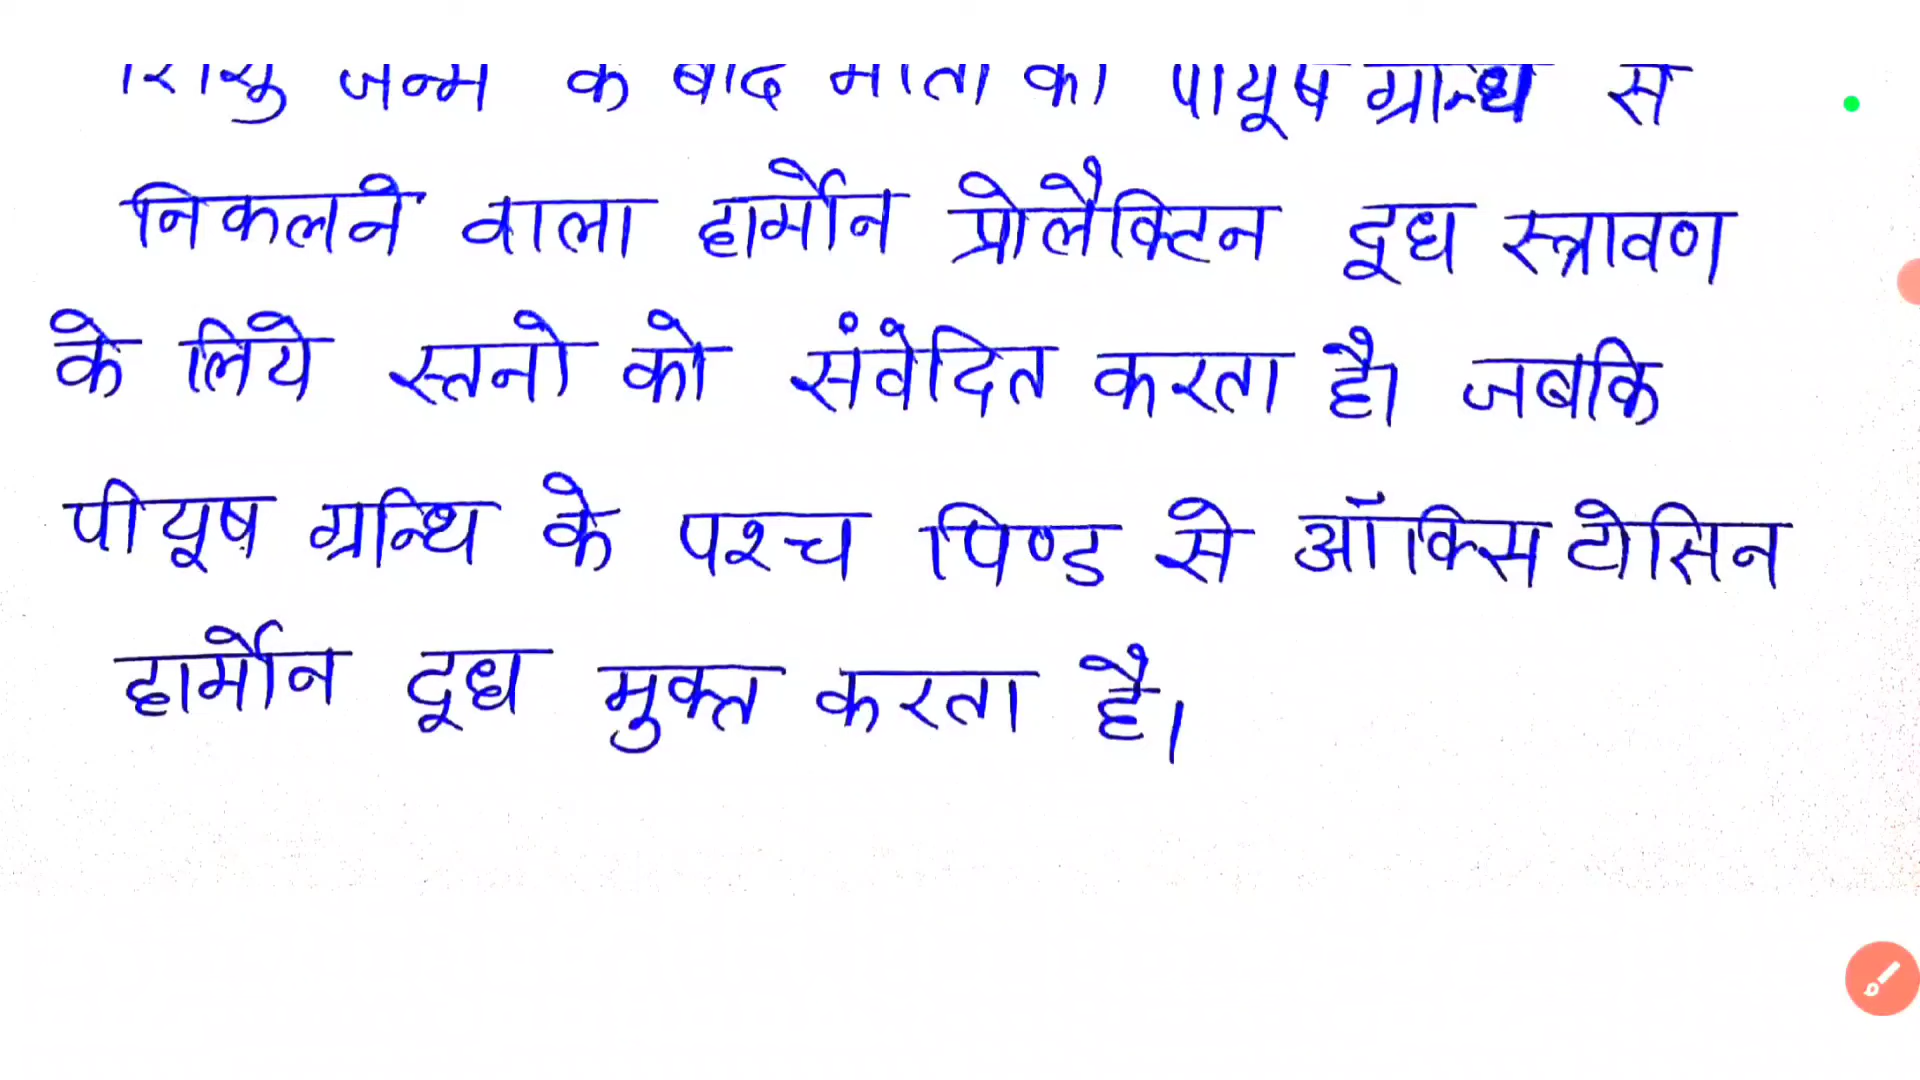 शिशु जन्म के बाद माता की पीयूष ग्रन्थि से
निकलने वाला हार्मोन प्रोलैक्टिन दूध स्त्रावण
के लिये स्तनो को संवेदित करता है। जबकि
पीयूष ग्रन्थि के पश्च पिण्ड से ऑक्सिटोसिन
हार्मोन दूध मुक्त करता है।